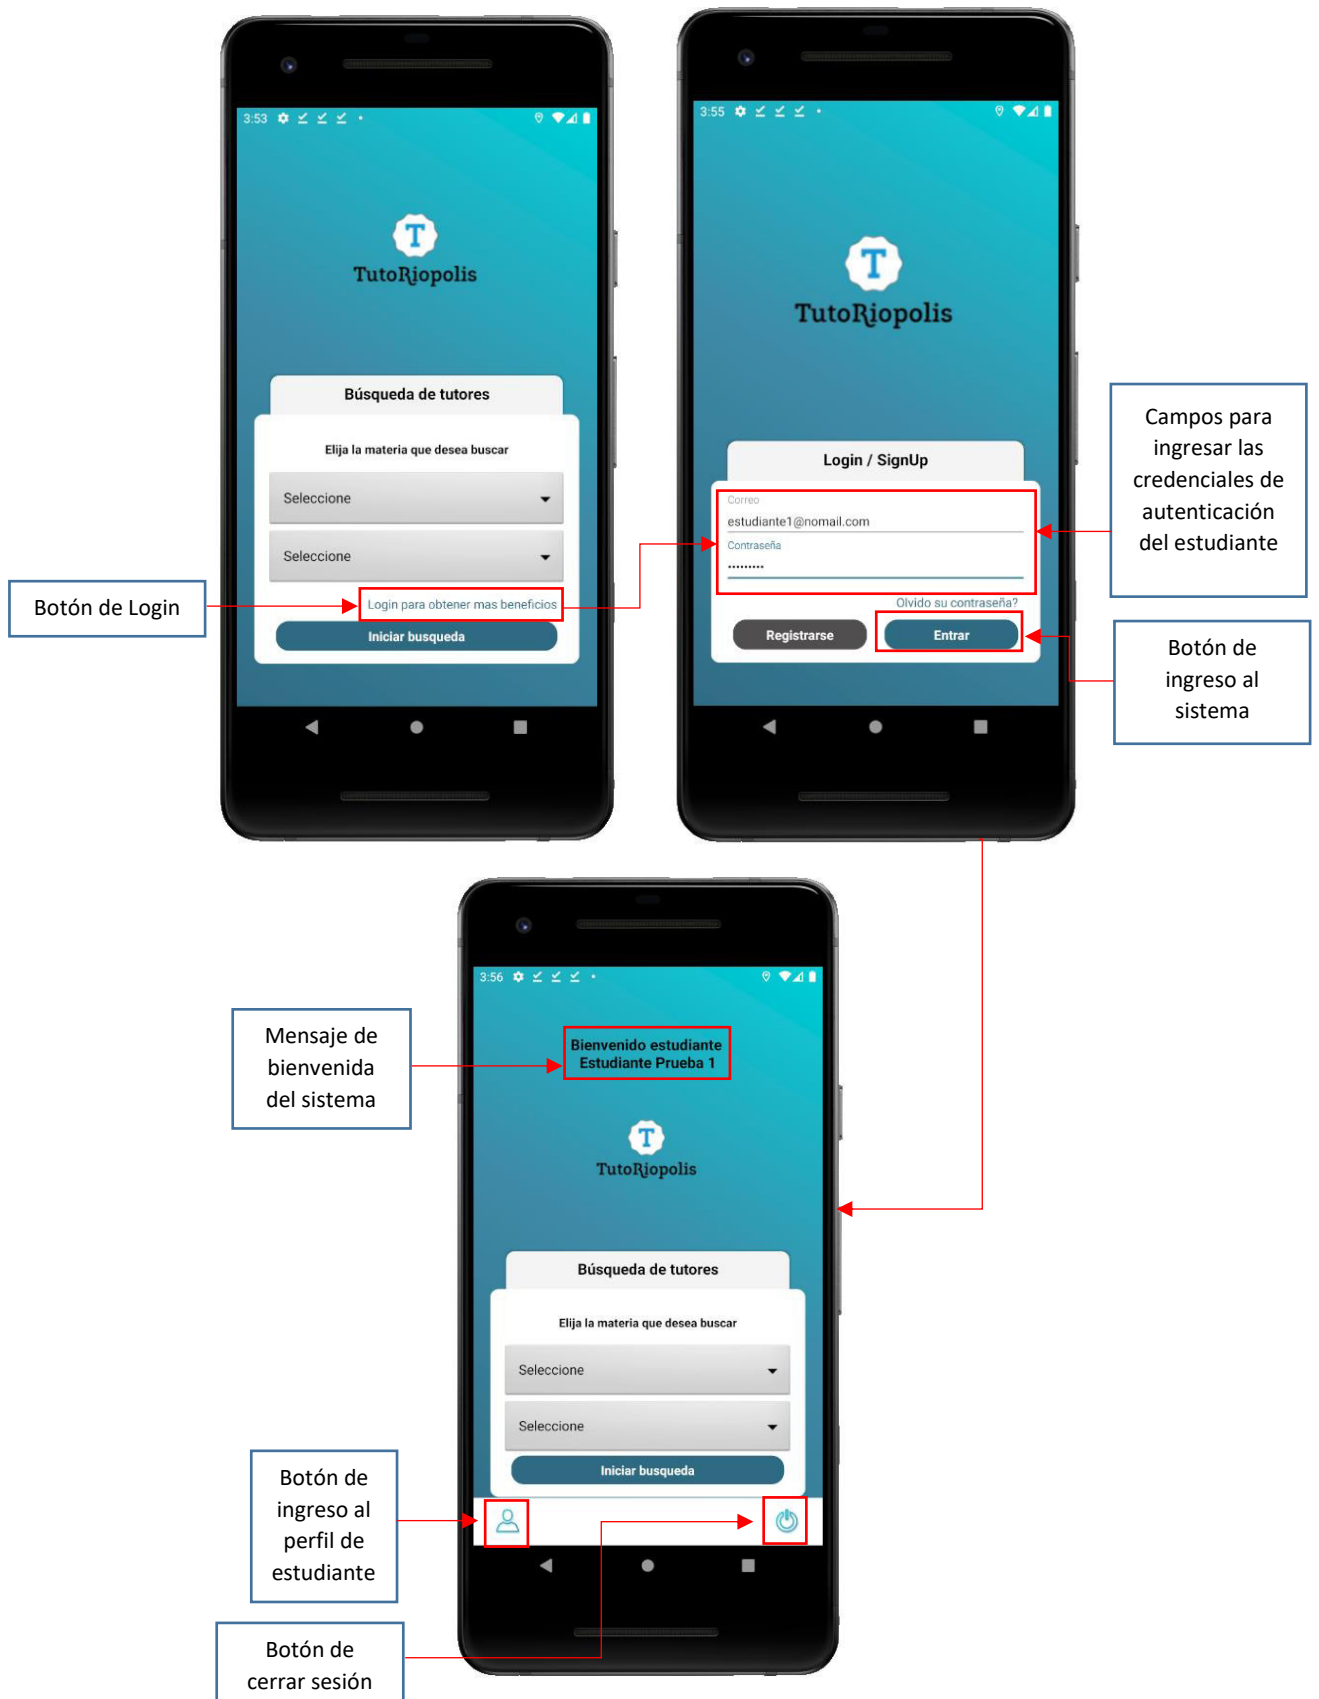 3:53
T
TutoRiopolis
Búsqueda de tutores
Elija la materia que desea buscar
Seleccione
Seleccione
Login para obtener mas beneficios
Iniciar busqueda
Botón de Login
3:55
T
TutoRiopolis
Login / SignUp
Correo
estudiante1@nomail.com
Contraseña
•••••••••
Olvido su contraseña?
Registrarse
Entrar
Campos para
ingresar las
credenciales de
autenticación
del estudiante
Botón de
ingreso al
sistema
3:56
Bienvenido estudiante
Estudiante Prueba 1
T
TutoRiopolis
Búsqueda de tutores
Elija la materia que desea buscar
Seleccione
Seleccione
Iniciar busqueda
Mensaje de
bienvenida
del sistema
Botón de
ingreso al
perfil de
estudiante
Botón de
cerrar sesión